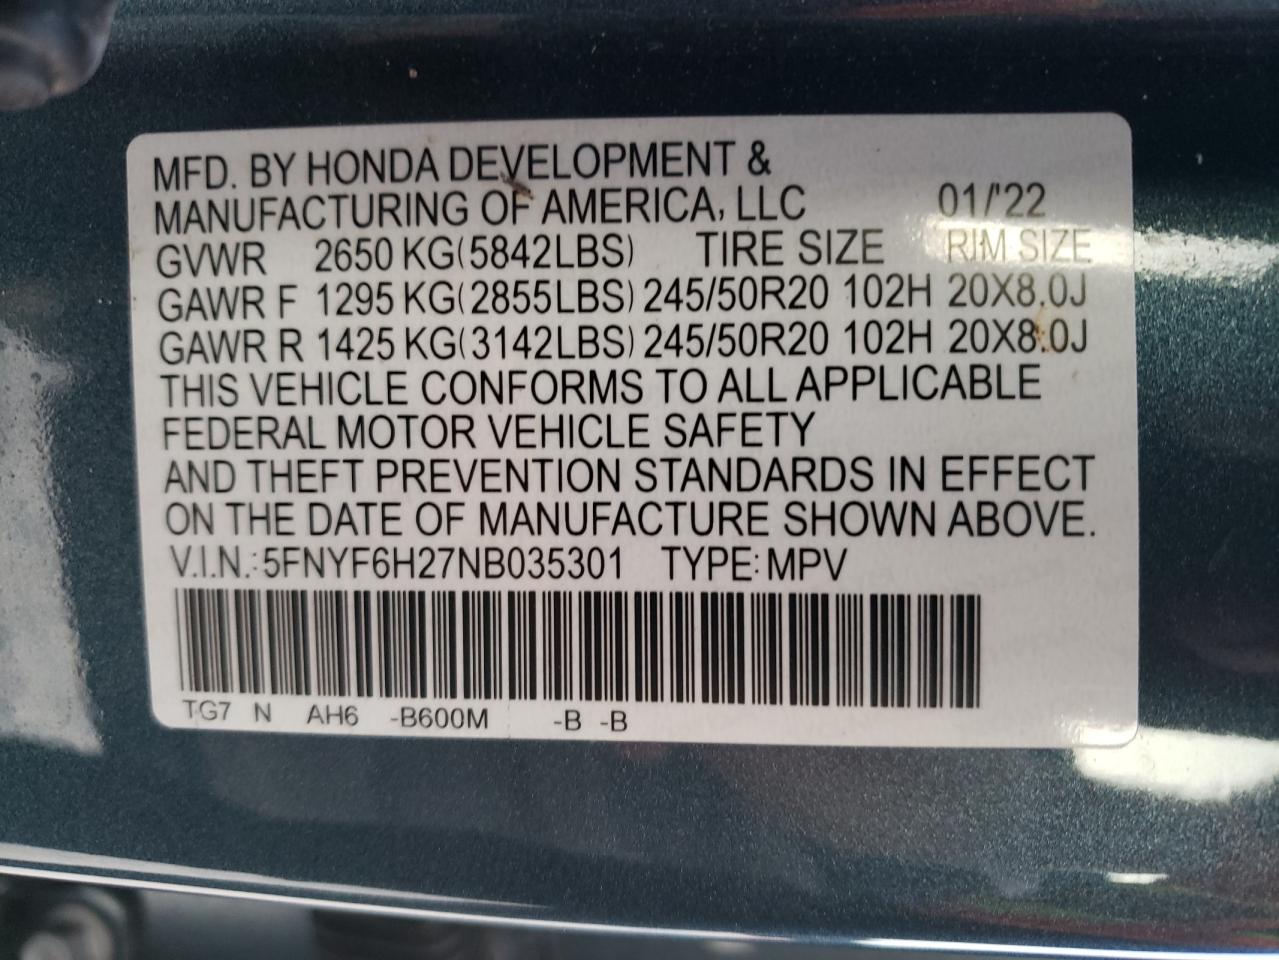 MFD. BY HONDA DEVELOPMENT &
MANUFACTURING OF AMERICA, LLC 01/'22
GVWR 2650 KG(5842LBS) TIRE SIZE RIM SIZE
GAWR F 1295 KG(2855LBS) 245/50R20 102H 20X8.0J
GAWR R 1425 KG(3142LBS) 245/50R20 102H 20X8.0J
THIS VEHICLE CONFORMS TO ALL APPLICABLE
FEDERAL MOTOR VEHICLE SAFETY
AND THEFT PREVENTION STANDARDS IN EFFECT
ON THE DATE OF MANUFACTURE SHOWN ABOVE.
V.I.N.: 5FNYF6H27NB035301 TYPE: MPV
TG7 N AH6 -B600M -B -B